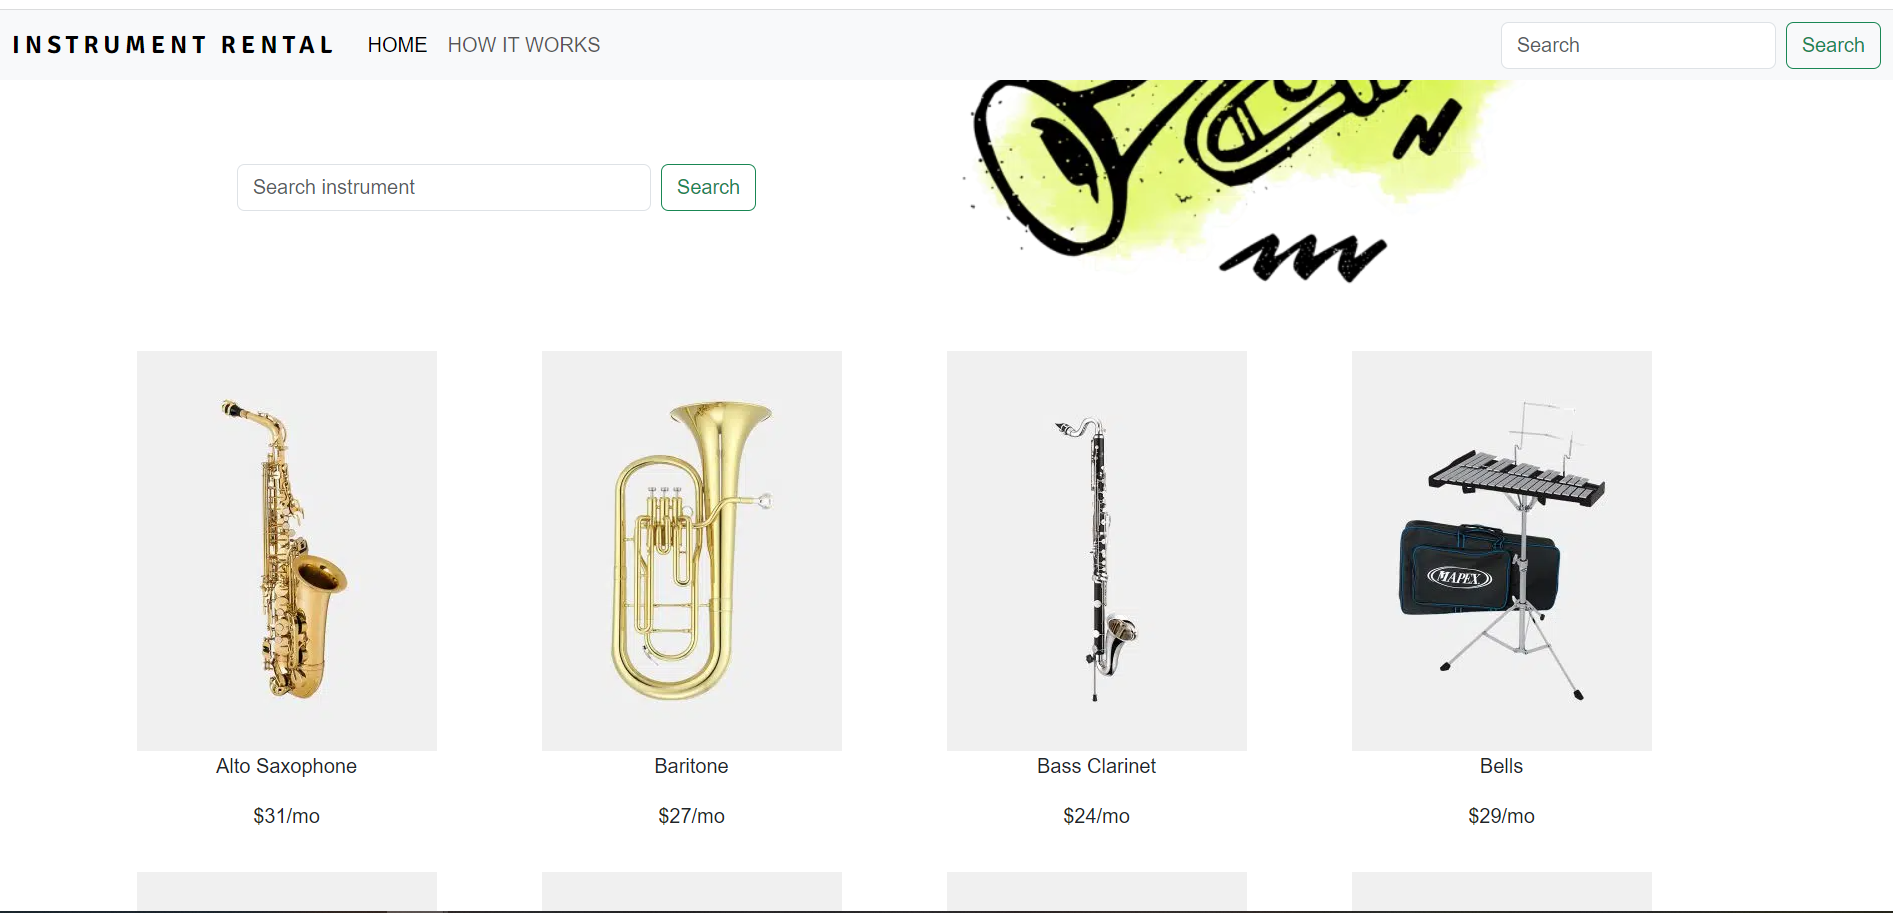 INSTRUMENT RENTAL HOME HOW IT WORKS Search Search
Search instrument Search
MAPEX
Alto Saxophone Baritone Bass Clarinet Bells
$31/mo $27/mo $24/mo $29/mo